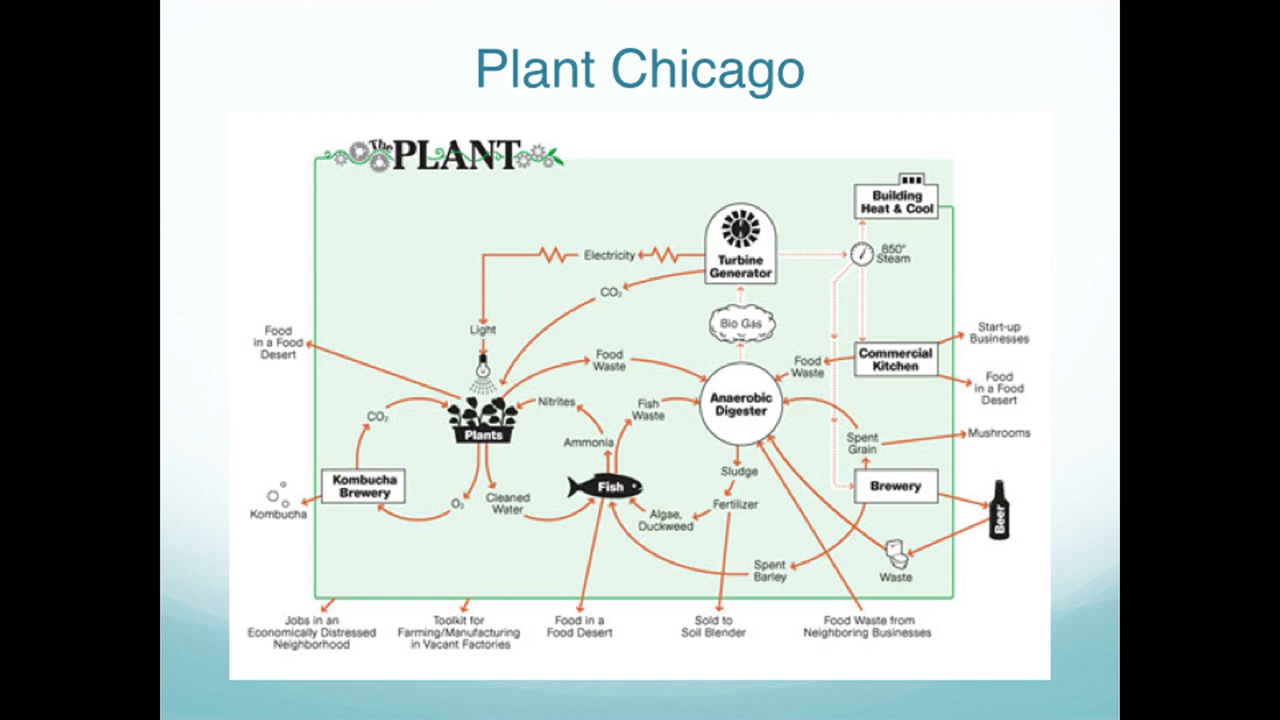 Plant Chicago
The PLANT
Building
Heat & Cool
Turbine
Generator
850°
Steam
Electricity
CO₂
Bio Gas
Light
Food
in a Food
Desert
Food
Waste
Food
Waste
Commercial
Kitchen
Start-up
Businesses
Food
in a Food
Desert
Anaerobic
Digester
CO₂
Plants
Nitrites
Fish
Waste
Ammonia
Spent
Grain
Mushrooms
Kombucha
Brewery
Kombucha
O₂
Cleaned
Water
Fish
Sludge
Fertilizer
Algae,
Duckweed
Brewery
Beer
Spent
Barley
Waste
Jobs in an
Economically Distressed
Neighborhood
Toolkit for
Farming/Manufacturing
in Vacant Factories
Food in a
Food Desert
Sold to
Soil Blender
Food Waste from
Neighboring Businesses